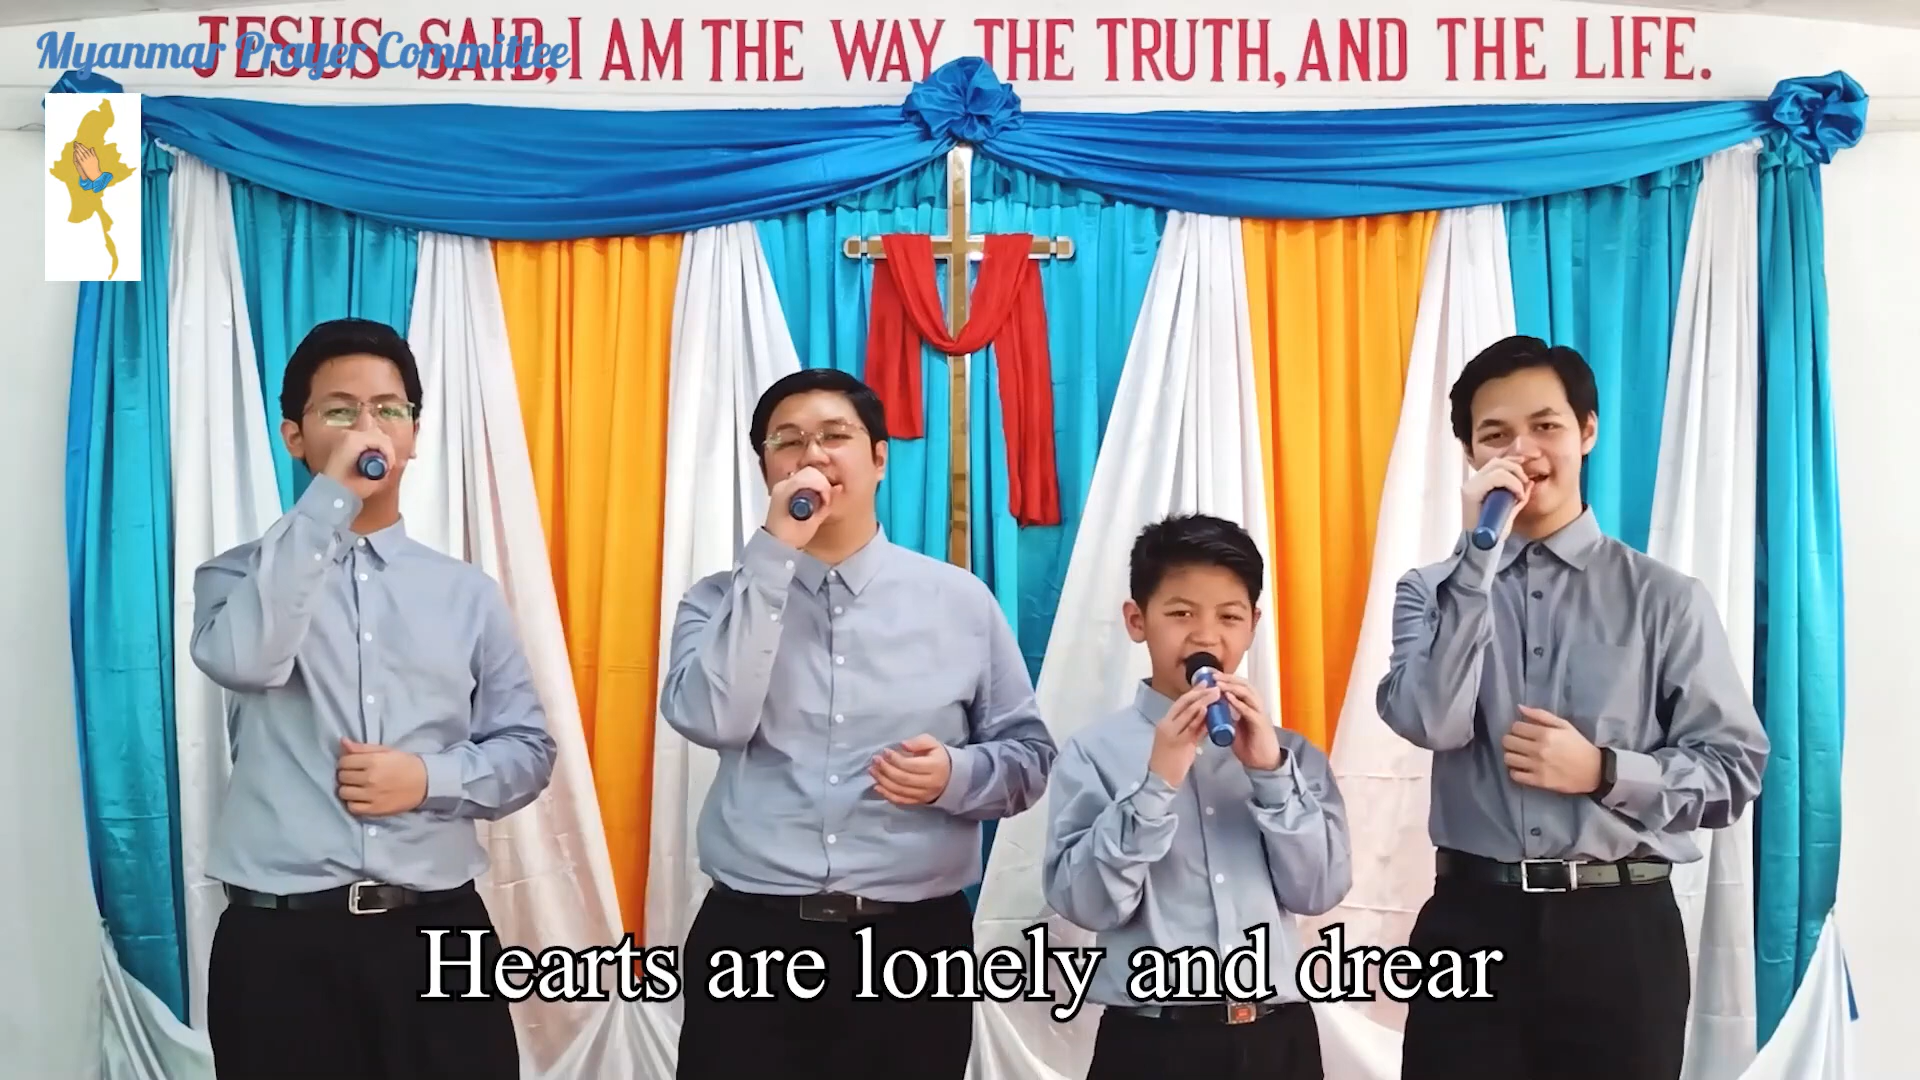 JESUS SAID, I AM THE WAY, THE TRUTH, AND THE LIFE.
Myanmar Prayer Committee
Hearts are lonely and drear